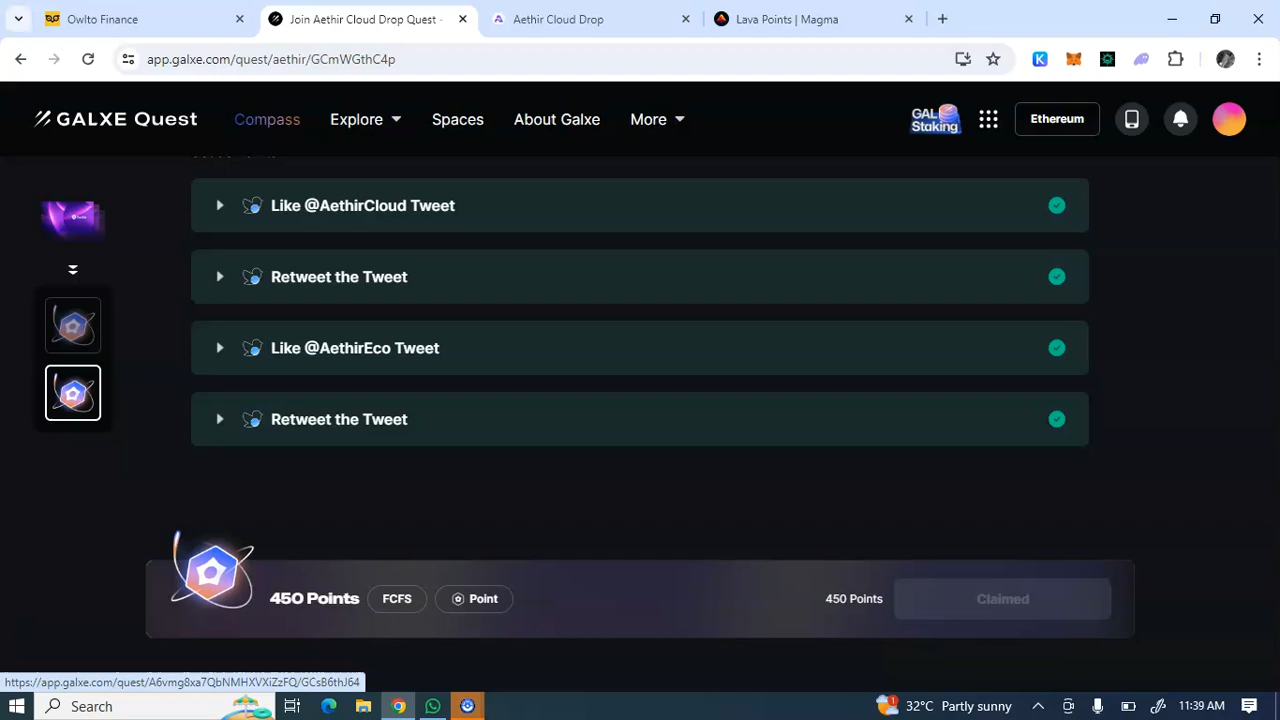 Owlto Finance
Join Aethir Cloud Drop Quest -
Aethir Cloud Drop
Lava Points | Magma
app.galxe.com/quest/aethir/GCmWGthC4p
GALXE Quest
Compass
Explore
Spaces
About Galxe
More
GAL Staking
Ethereum
Like @AethirCloud Tweet
Retweet the Tweet
Like @AethirEco Tweet
Retweet the Tweet
450 Points
FCFS
Point
450 Points
Claimed
https://app.galxe.com/quest/A6vmg8xa7QbNMHXVXiZzFQ/GCsB6thJ64
Search
1
32°C Partly sunny
11:39 AM